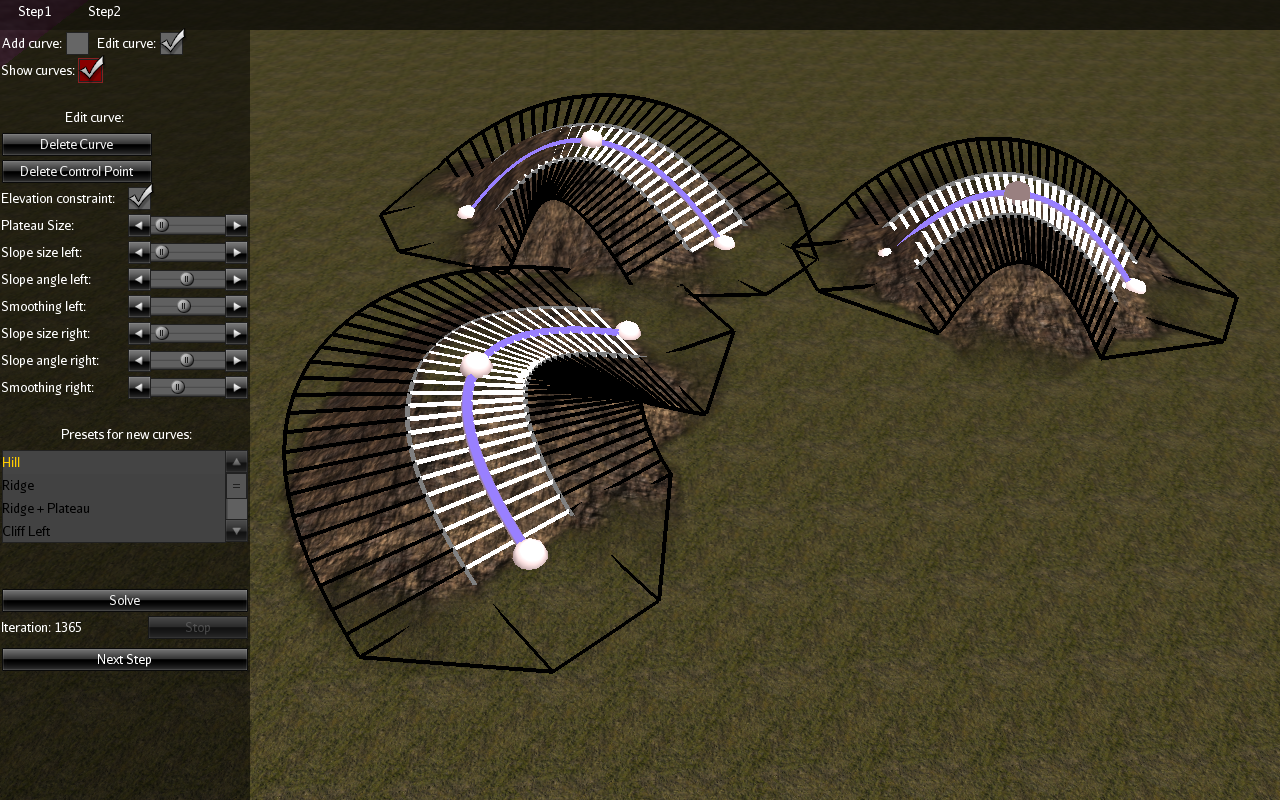 Step1 Step2
Add curve: Edit curve:
Show curves:
Edit curve:
Delete Curve
Delete Control Point
Elevation constraint:
Plateau Size:
Slope size left:
Slope angle left:
Smoothing left:
Slope size right:
Slope angle right:
Smoothing right:
Presets for new curves:
Hill
Ridge
Ridge + Plateau
Cliff Left
Solve
Iteration: 1365 Stop
Next Step